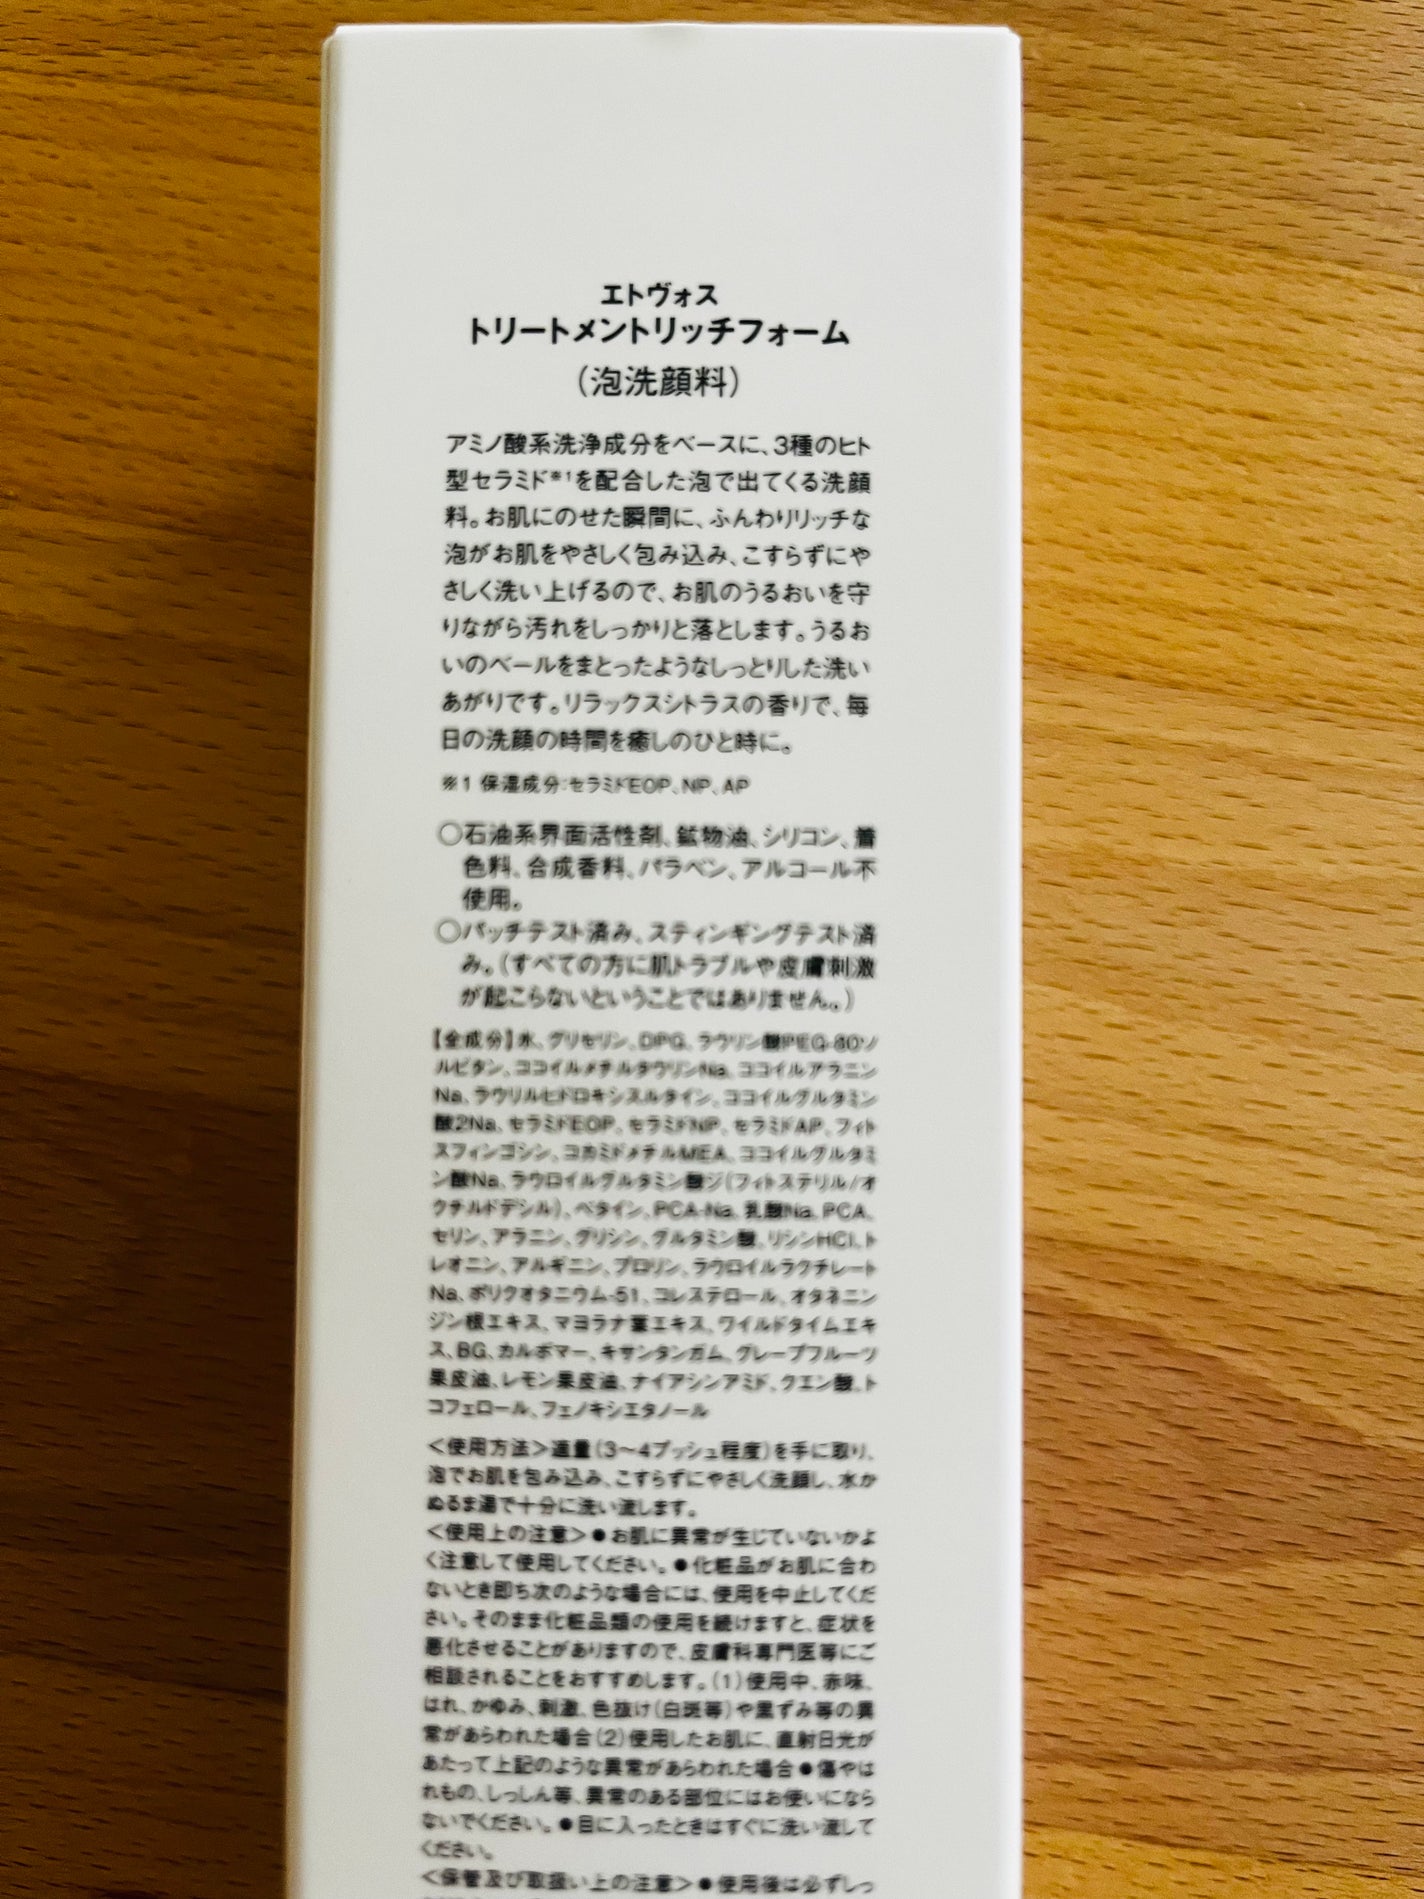 エトヴォス
トリートメントリッチフォーム
（泡洗顔料）
アミノ酸系洗浄成分をベースに、3種のヒト
型セラミド※1を配合した泡で出てくる洗顔
料。お肌にのせた瞬間に、ふんわりリッチな
泡がお肌をやさしく包み込み、こすらずにや
さしく洗い上げるので、お肌のうるおいを守
りながら汚れをしっかりと落とします。うるお
いのベールをまとったようなしっとりした洗い
あがりです。リラックスシトラスの香りで、毎
日の洗顔の時間を癒しのひと時に。
※1 保湿成分:セラミドEOP、NP、AP
○石油系界面活性剤、鉱物油、シリコン、着
色料、合成香料、パラベン、アルコール不
使用。
○パッチテスト済み、スティンギングテスト済
み。（すべての方に肌トラブルや皮膚刺激
が起こらないということではありません。）
【全成分】水、グリセリン、DPG、ラウリン酸PEG-80ソ
ルビタン、ココイルメチルタウリンNa、ココイルアラニン
Na、ラウリルヒドロキシスルタイン、ココイルグルタミン
酸2Na、セラミドEOP、セラミドNP、セラミドAP、フィト
スフィンゴシン、コカミドメチルMEA、ココイルグルタミ
ン酸Na、ラウロイルグルタミン酸ジ（フィトステリル/オ
クチルドデシル）、ベタイン、PCA-Na、乳酸Na、PCA、
セリン、アラニン、グリシン、グルタミン酸、リシンHCl、ト
レオニン、アルギニン、プロリン、ラウロイルラクチレート
Na、ポリクオタニウム-51、コレステロール、オタネニン
ジン根エキス、マヨラナ葉エキス、ワイルドタイムエキ
ス、BG、カルボマー、キサンタンガム、グレープフルーツ
果皮油、レモン果皮油、ナイアシンアミド、クエン酸、ト
コフェロール、フェノキシエタノール
＜使用方法＞適量（3～4プッシュ程度）を手に取り、
泡でお肌を包み込み、こすらずにやさしく洗顔し、水か
ぬるま湯で十分に洗い流します。
＜使用上の注意＞●お肌に異常が生じていないかよ
く注意して使用してください。●化粧品がお肌に合わ
ないとき即ち次のような場合には、使用を中止してくだ
さい。そのまま化粧品類の使用を続けますと、症状を
悪化させることがありますので、皮膚科専門医等にご
相談されることをおすすめします。（1）使用中、赤味、
はれ、かゆみ、刺激、色抜け（白斑等）や黒ずみ等の異
常があらわれた場合（2）使用したお肌に、直射日光が
あたって上記のような異常があらわれた場合●傷やは
れもの、しっしん等、異常のある部位にはお使いになら
ないでください。●目に入ったときはすぐに洗い流して
ください。
＜保管及び取扱い上の注意＞●使用後は必ずしっ